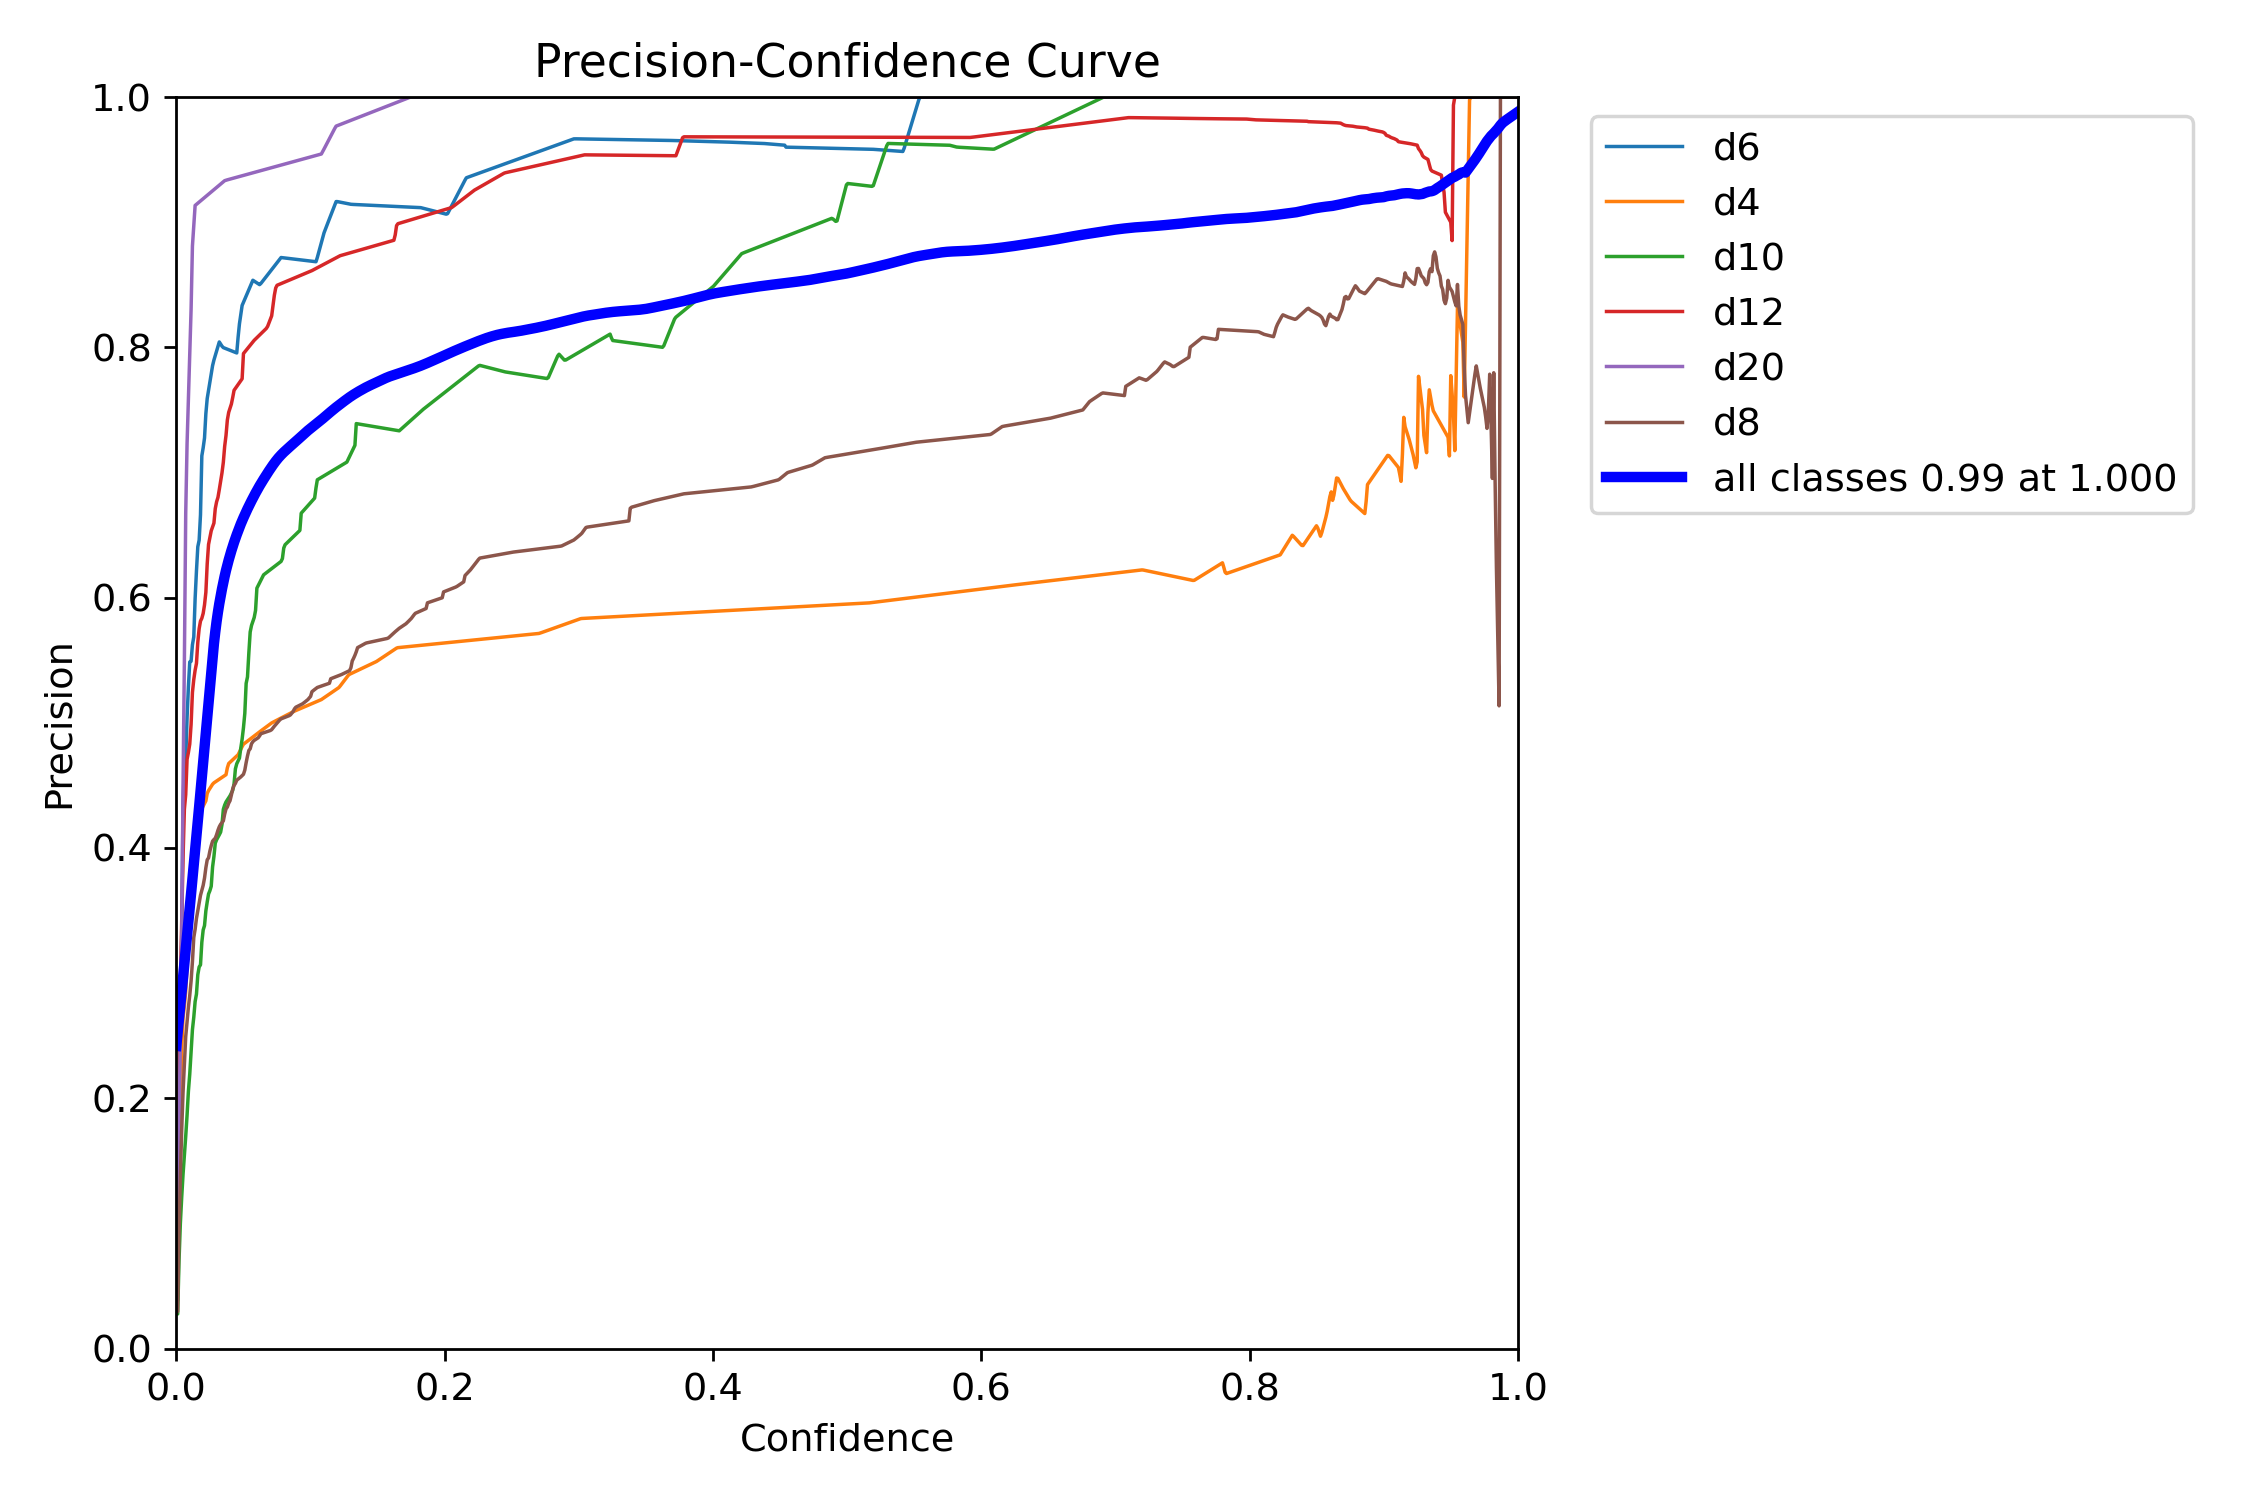 Precision-Confidence Curve
1.0
0.8
0.6
0.4
0.2
0.0
Precision
0.0 0.2 0.4 0.6 0.8 1.0
Confidence
d6
d4
d10
d12
d20
d8
all classes 0.99 at 1.000